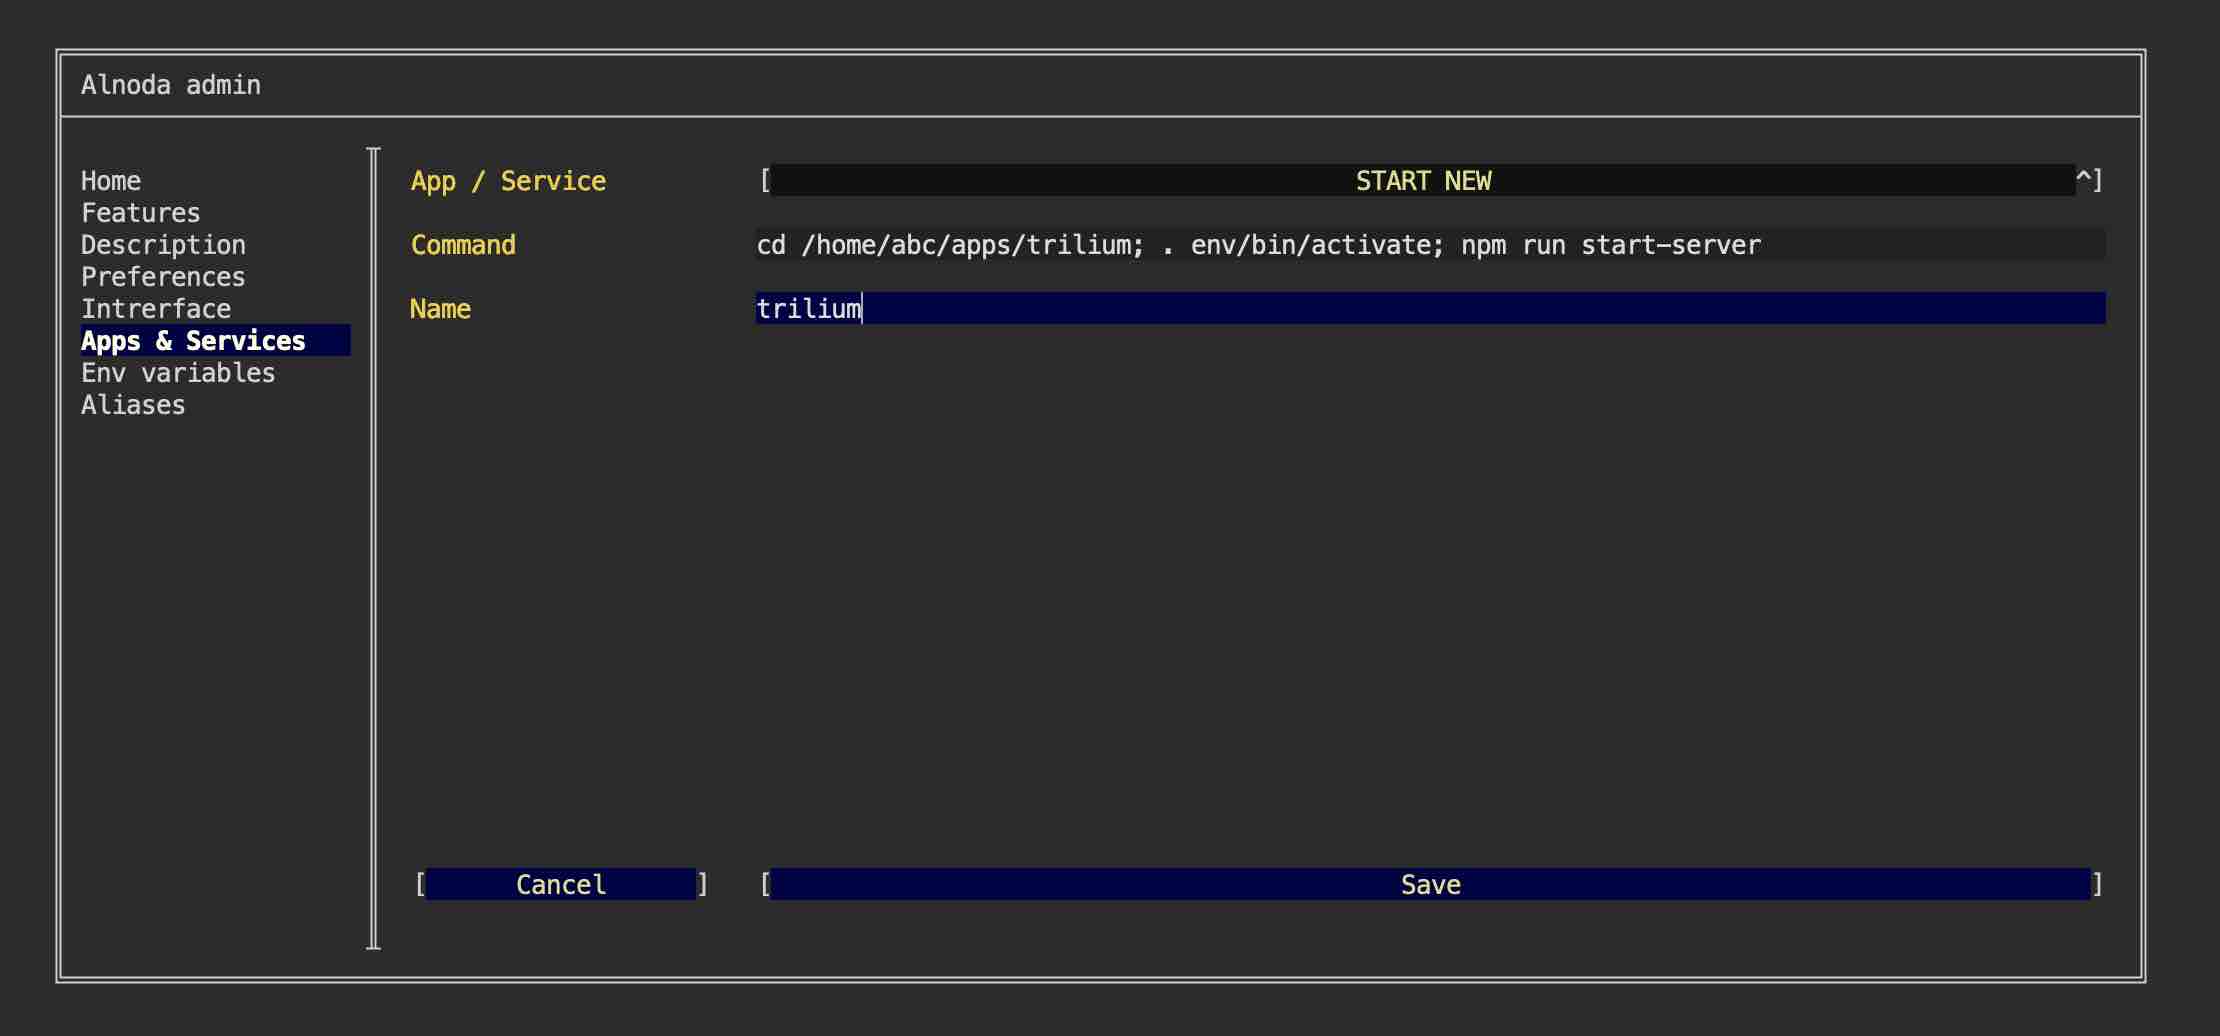 Alnoda admin
Home
Features
Description
Preferences
Intrerface
Apps & Services
Env variables
Aliases
App / Service [ START NEW ^]
Command cd /home/abc/apps/trilium; . env/bin/activate; npm run start-server
Name trilium
[ Cancel ] [ Save ]